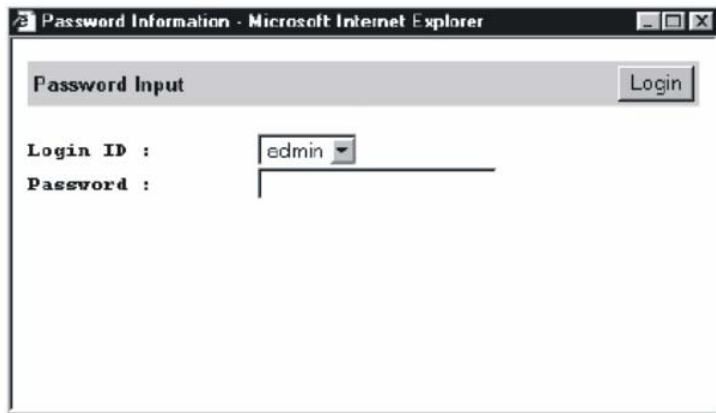 Password Information - Microsoft Internet Explorer
Password Input
Login
Login ID :
admin
Password :